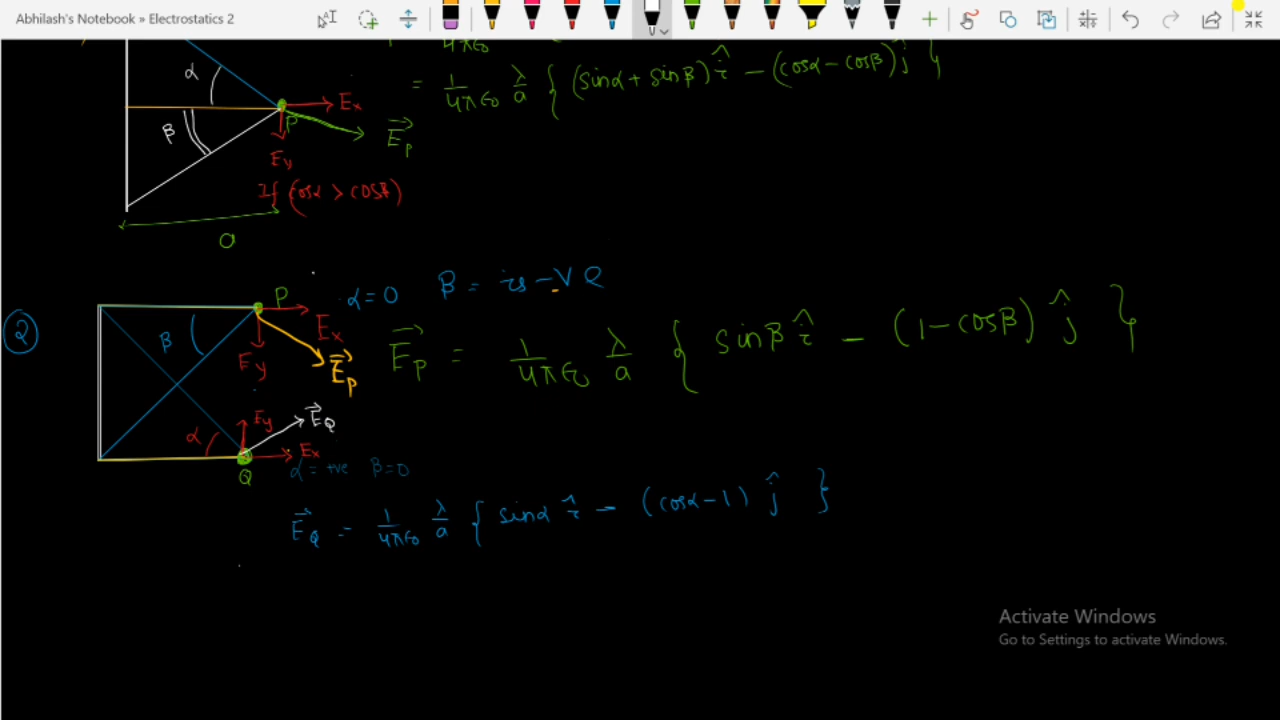 Abhilash's Notebook » Electrostatics 2
4πε₀
= 1/4πε₀ λ/a { (sinα + sinβ) î − (cosα − cosβ) ĵ }
α
β
P
Ex
Ey
E⃗p
If (cosα > cosβ)
a
②
α=0 β = is −ve
P
Ex
Ey
E⃗p
β
E⃗p = 1/4πε₀ λ/a { sinβ î − (1 − cosβ) ĵ }
Ey
E⃗Q
α
Ex
Q
α = +ve β=0
E⃗Q = 1/4πε₀ λ/a { sinα î − (cosα−1) ĵ }
Activate Windows
Go to Settings to activate Windows.